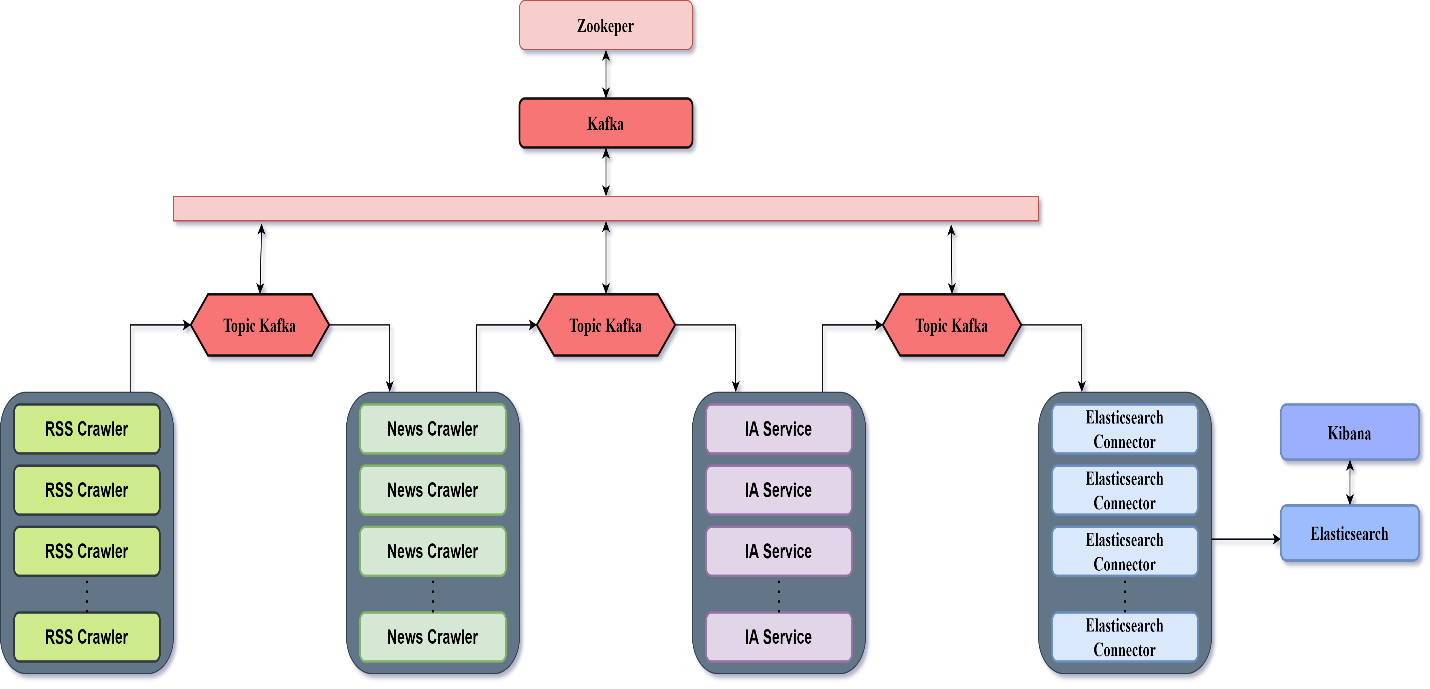 Zookeper
Kafka
Topic Kafka
Topic Kafka
Topic Kafka
RSS Crawler
RSS Crawler
RSS Crawler
RSS Crawler
News Crawler
News Crawler
News Crawler
News Crawler
IA Service
IA Service
IA Service
IA Service
Elasticsearch
Connector
Elasticsearch
Connector
Elasticsearch
Connector
Elasticsearch
Connector
Kibana
Elasticsearch